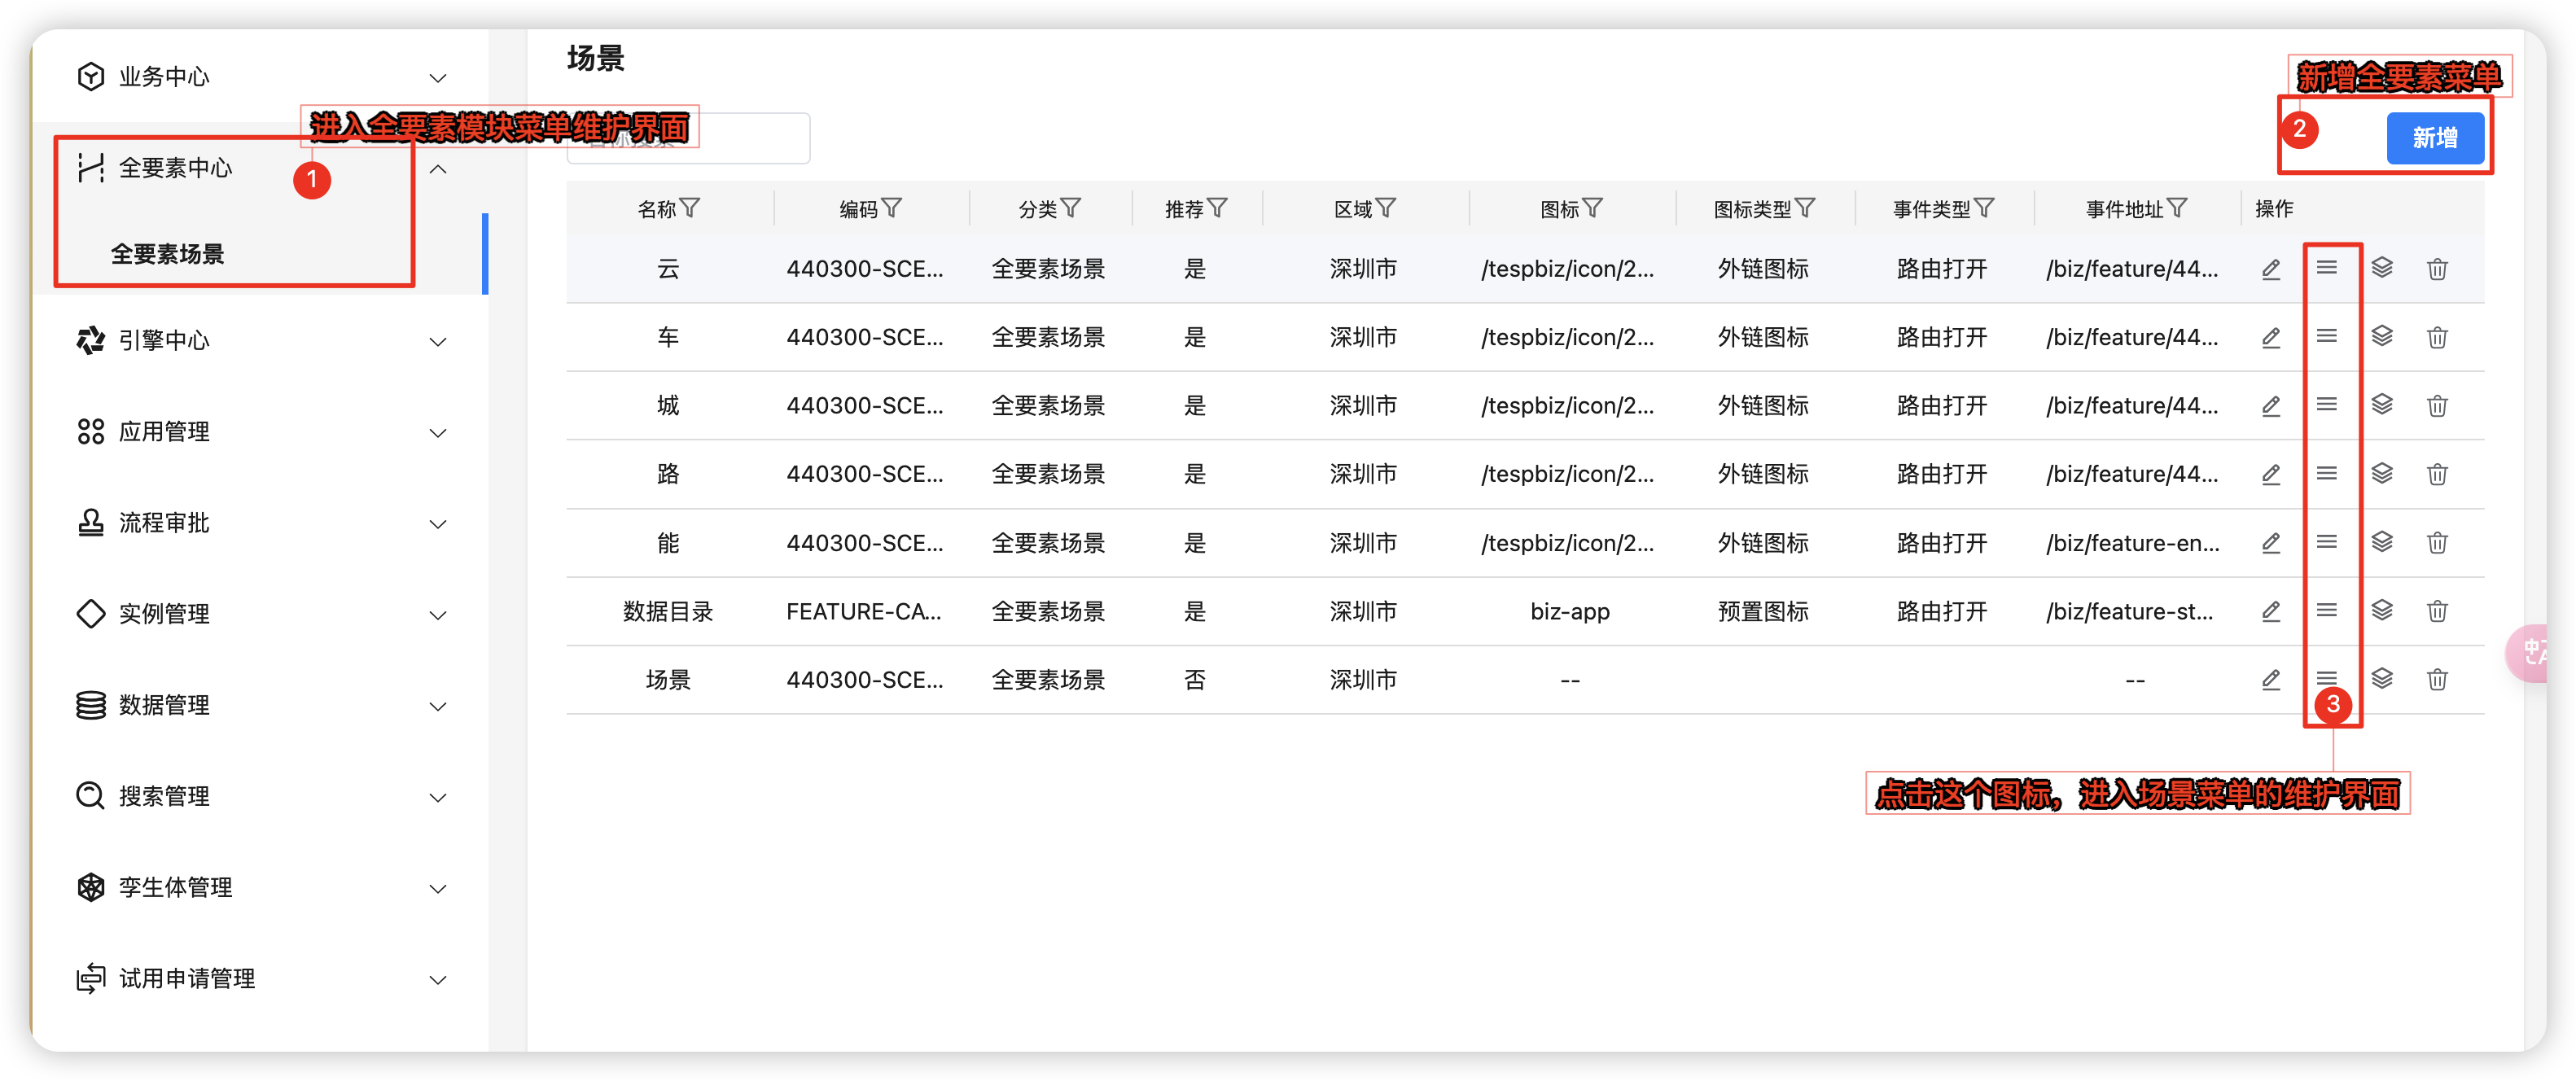 业务中心
全要素中心
全要素场景
引擎中心
应用管理
流程审批
实例管理
数据管理
搜索管理
孪生体管理
试用申请管理
进入全要素模块菜单维护界面
1
场景
新增全要素菜单
2
新增
名称 编码 分类 推荐 区域 图标 图标类型 事件类型 事件地址 操作
云 440300-SCE... 全要素场景 是 深圳市 /tespbiz/icon/2... 外链图标 路由打开 /biz/feature/44...
车 440300-SCE... 全要素场景 是 深圳市 /tespbiz/icon/2... 外链图标 路由打开 /biz/feature/44...
城 440300-SCE... 全要素场景 是 深圳市 /tespbiz/icon/2... 外链图标 路由打开 /biz/feature/44...
路 440300-SCE... 全要素场景 是 深圳市 /tespbiz/icon/2... 外链图标 路由打开 /biz/feature/44...
能 440300-SCE... 全要素场景 是 深圳市 /tespbiz/icon/2... 外链图标 路由打开 /biz/feature-en...
数据目录 FEATURE-CA... 全要素场景 是 深圳市 biz-app 预置图标 路由打开 /biz/feature-st...
场景 440300-SCE... 全要素场景 否 深圳市 -- --
3
点击这个图标，进入场景菜单的维护界面